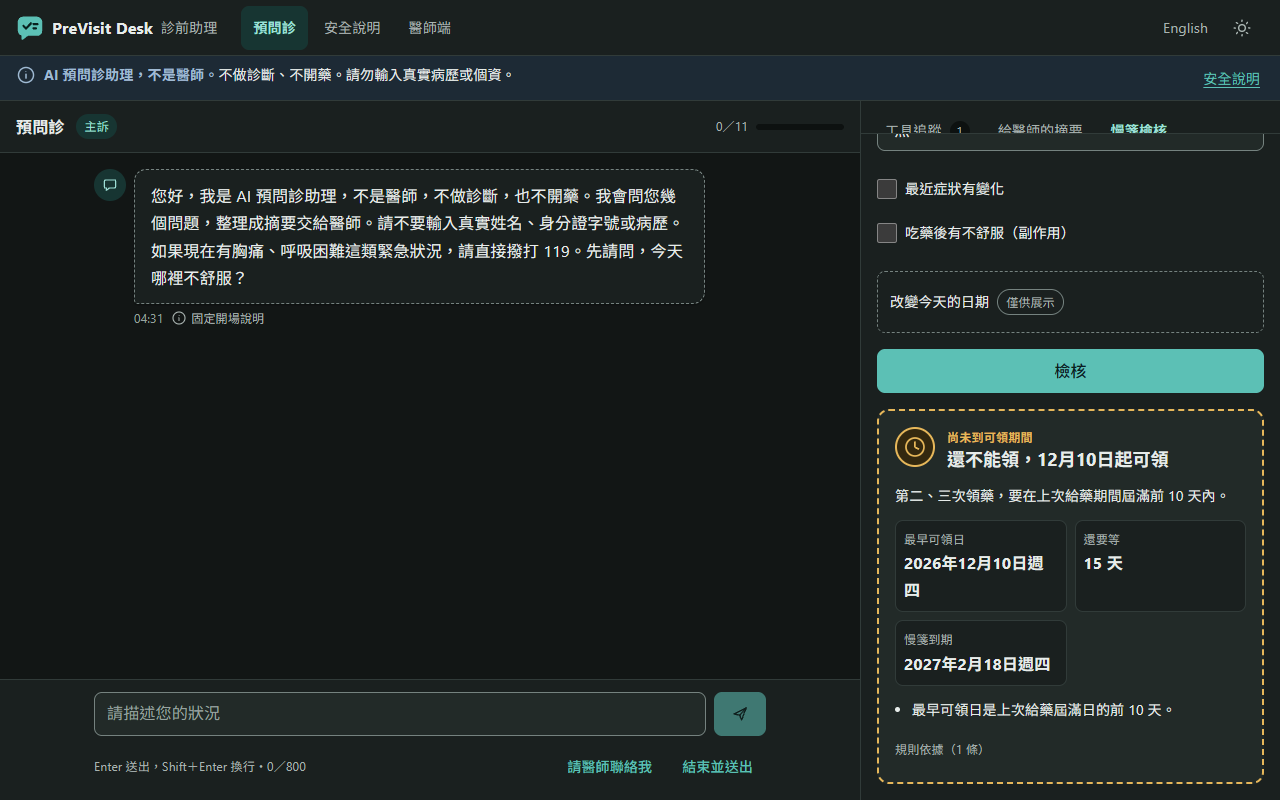 PreVisit Desk 診前助理 預問診 安全說明 醫師端 English
AI 預問診助理，不是醫師。不做診斷、不開藥。請勿輸入真實病歷或個資。 安全說明
預問診 主訴 0／11
您好，我是 AI 預問診助理，不是醫師，不做診斷，也不開藥。我會問您幾
個問題，整理成摘要交給醫師。請不要輸入真實姓名、身分證字號或病歷。
如果現在有胸痛、呼吸困難這類緊急狀況，請直接撥打 119。先請問，今天
哪裡不舒服？
04:31 固定開場說明
請描述您的狀況
Enter 送出，Shift＋Enter 換行・0／800 請醫師聯絡我 結束並送出
工具追蹤 1 給醫師的摘要 慢箋檢核
最近症狀有變化
吃藥後有不舒服（副作用）
改變今天的日期 僅供展示
檢核
尚未到可領期間
還不能領，12月10日起可領
第二、三次領藥，要在上次給藥期間屆滿前 10 天內。
最早可領日
2026年12月10日週
四
還要等
15 天
慢箋到期
2027年2月18日週四
• 最早可領日是上次給藥屆滿日的前 10 天。
規則依據（1 條）